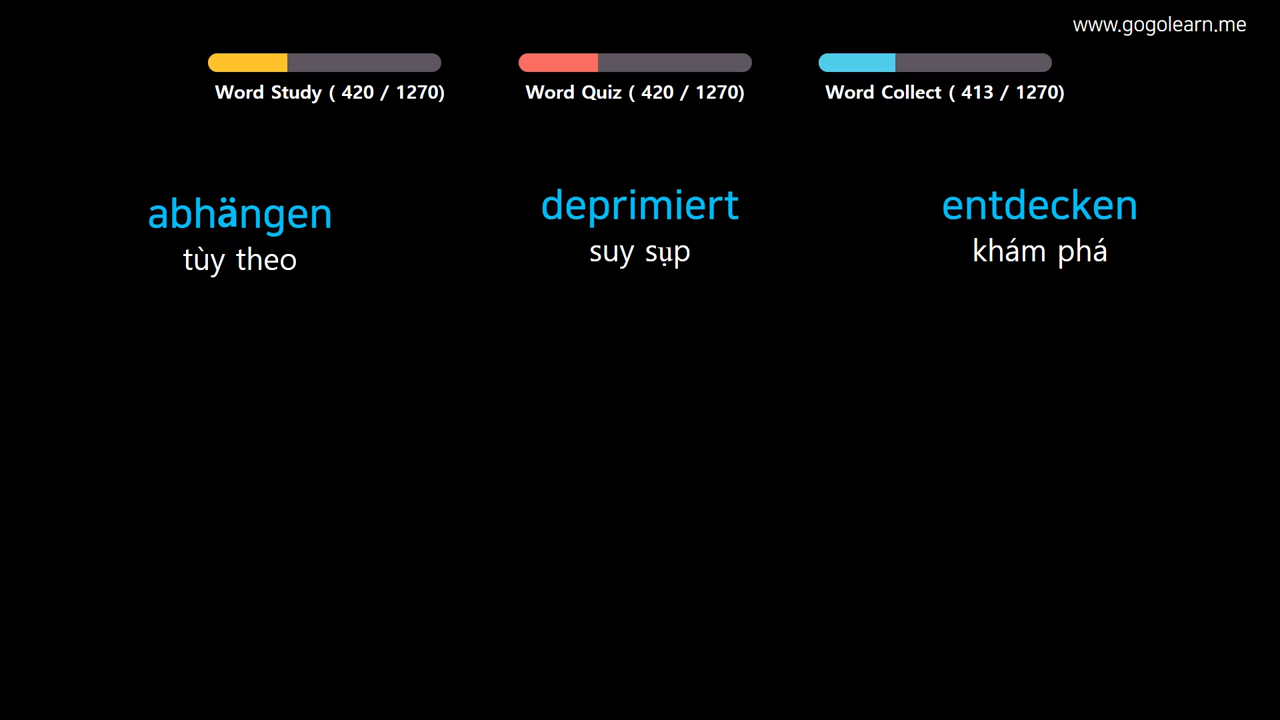 www.gogolearn.me
Word Study ( 420 / 1270)
Word Quiz ( 420 / 1270)
Word Collect ( 413 / 1270)
abhängen
tùy theo
deprimiert
suy sụp
entdecken
khám phá